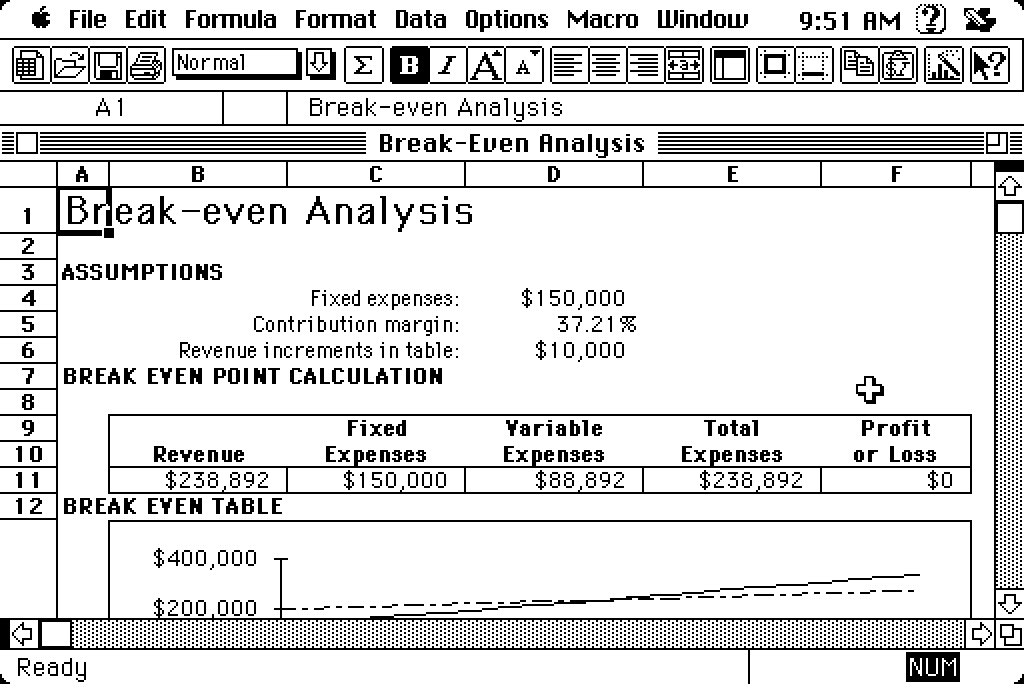 File Edit Formula Format Data Options Macro Window 9:51 AM
Normal Σ B I A A
A1 Break-even Analysis
Break-Even Analysis
A B C D E F
1 Break-even Analysis
2
3 ASSUMPTIONS
4 Fixed expenses: $150,000
5 Contribution margin: 37.21%
6 Revenue increments in table: $10,000
7 BREAK EVEN POINT CALCULATION
8
9 Fixed Variable Total Profit
10 Revenue Expenses Expenses Expenses or Loss
11 $238,892 $150,000 $88,892 $238,892 $0
12 BREAK EVEN TABLE
$400,000
$200,000
Ready NUM